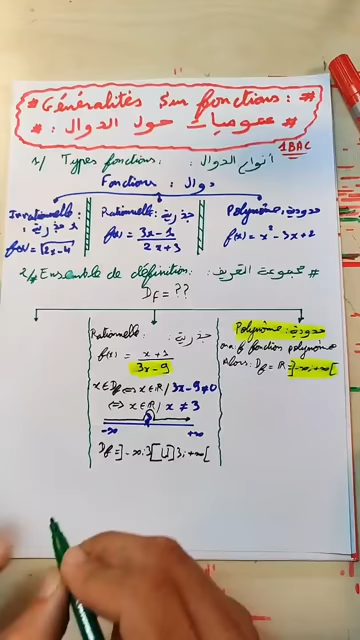 Généralités Sur fonctions :
عموميات حول الدوال :
1BAC
1/ Types fonctions : أنواع الدوال :
Fonctions دوال :
Irrationnelle :
f(x) = √2x-4
Rationnelle : جذرية :
f(x) = 3x-1 / 2x+3
Polynôme : حدودية :
f(x) = x² - 3x + 2
2/ Ensemble de définition : مجموعة التعريف :
Df = ??
Rationnelle : جذرية :
f(x) = x+1 / 3x-9
x ∈ Df ⟺ x ∈ ℝ / 3x-9 ≠ 0
⟺ x ∈ ℝ / x ≠ 3
-∞ 3 +∞
Df = ]-∞; 3[ U ]3; +∞[
Polynôme : حدودية :
on a f fonction polynôme
Alors : Df = ℝ = ]-∞; +∞[